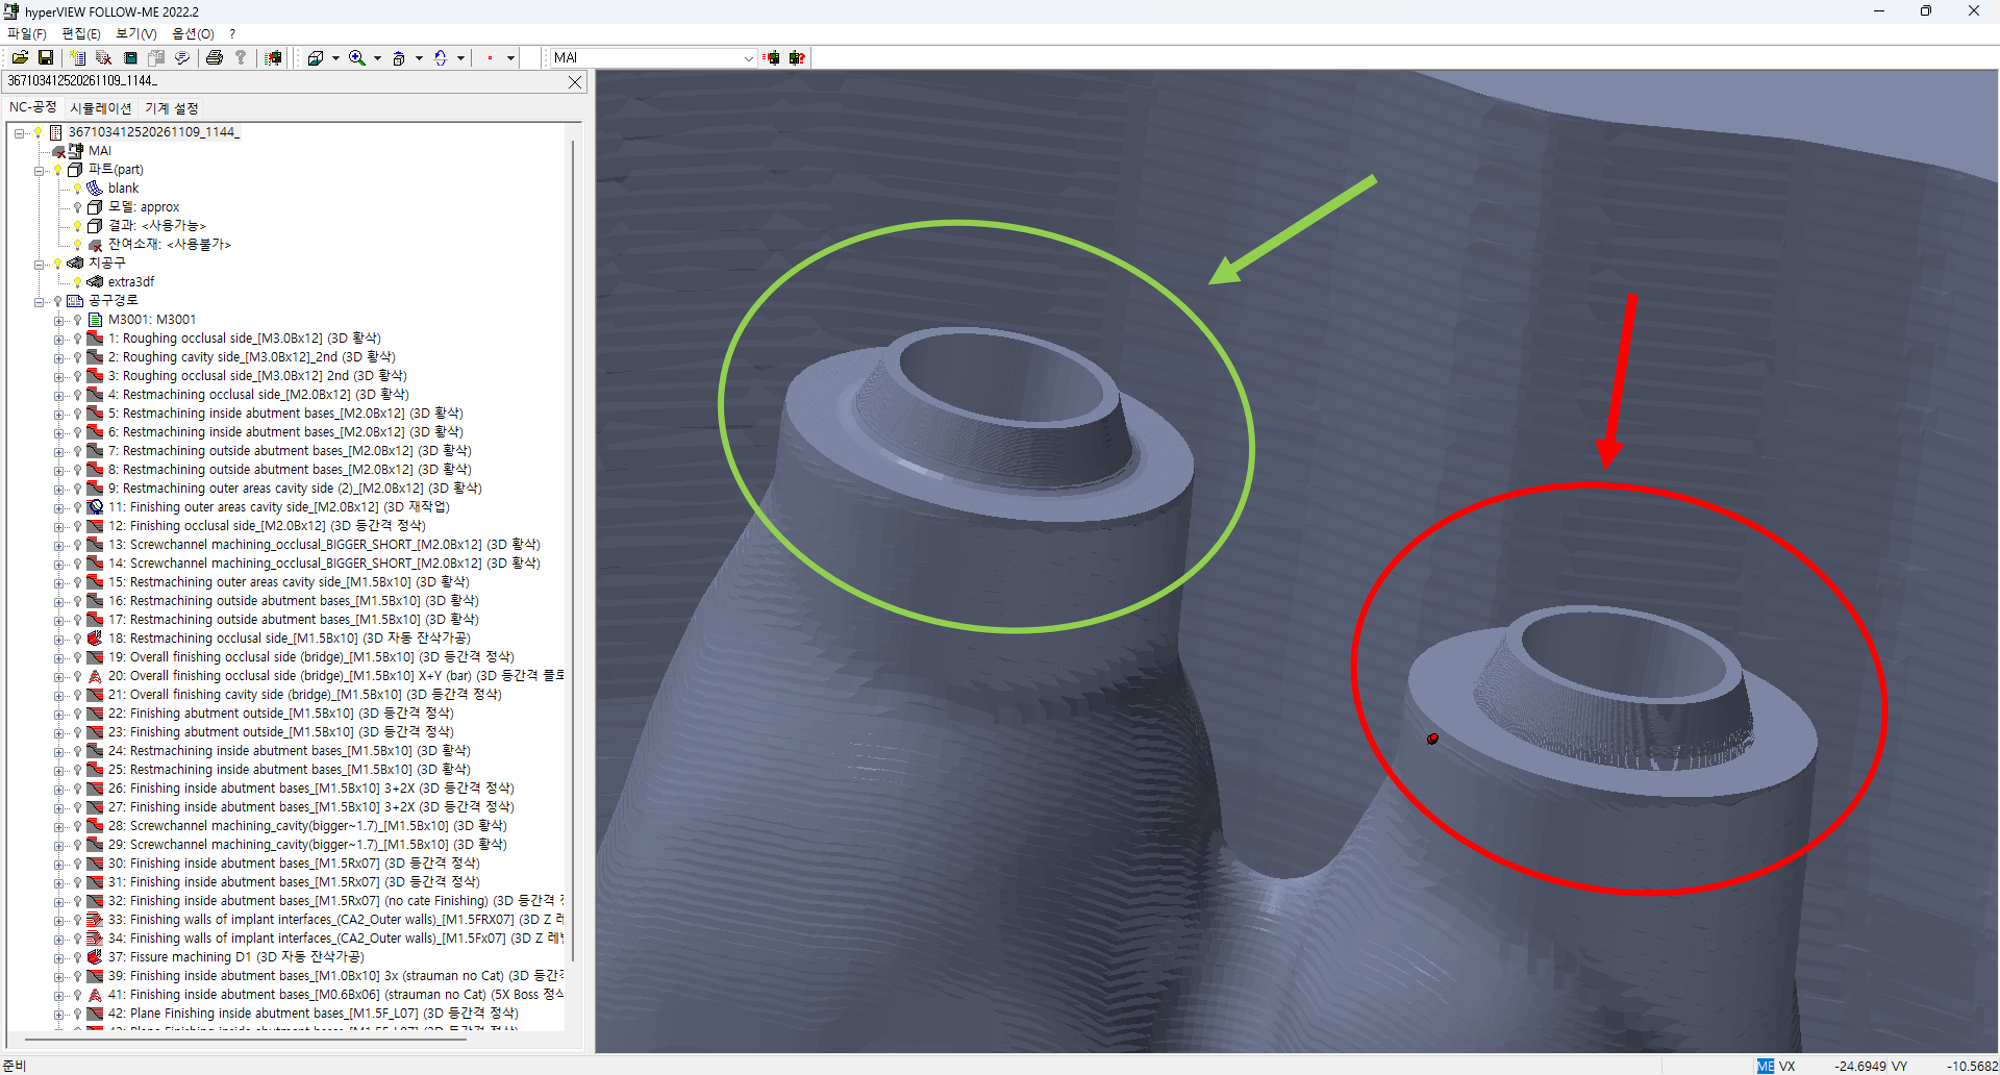 hyperVIEW FOLLOW-ME 2022.2
파일(F) 편집(E) 보기(V) 옵션(O) ?
MAI
367103412520261109_1144_
NC-공정 시뮬레이션 기계 설정
367103412520261109_1144_
MAI
파트(part)
blank
모델: approx
결과: <사용가능>
잔여소재: <사용불가>
치공구
extra3df
공구경로
M3001: M3001
1: Roughing occlusal side_[M3.0Bx12] (3D 황삭)
2: Roughing cavity side_[M3.0Bx12]_2nd (3D 황삭)
3: Roughing occlusal side_[M3.0Bx12] 2nd (3D 황삭)
4: Restmachining occlusal side_[M2.0Bx12] (3D 황삭)
5: Restmachining inside abutment bases_[M2.0Bx12] (3D 황삭)
6: Restmachining inside abutment bases_[M2.0Bx12] (3D 황삭)
7: Restmachining outside abutment bases_[M2.0Bx12] (3D 황삭)
8: Restmachining outside abutment bases_[M2.0Bx12] (3D 황삭)
9: Restmachining outer areas cavity side (2)_[M2.0Bx12] (3D 황삭)
11: Finishing outer areas cavity side_[M2.0Bx12] (3D 재작업)
12: Finishing occlusal side_[M2.0Bx12] (3D 등간격 정삭)
13: Screwchannel machining_occlusal_BIGGER_SHORT_[M2.0Bx12] (3D 황삭)
14: Screwchannel machining_occlusal_BIGGER_SHORT_[M2.0Bx12] (3D 황삭)
15: Restmachining outer areas cavity side_[M1.5Bx10] (3D 황삭)
16: Restmachining outside abutment bases_[M1.5Bx10] (3D 황삭)
17: Restmachining outside abutment bases_[M1.5Bx10] (3D 황삭)
18: Restmachining occlusal side_[M1.5Bx10] (3D 자동 잔삭가공)
19: Overall finishing occlusal side (bridge)_[M1.5Bx10] (3D 등간격 정삭)
20: Overall finishing occlusal side (bridge)_[M1.5Bx10] X+Y (bar) (3D 등간격 플로
21: Overall finishing cavity side (bridge)_[M1.5Bx10] (3D 등간격 정삭)
22: Finishing abutment outside_[M1.5Bx10] (3D 등간격 정삭)
23: Finishing abutment outside_[M1.5Bx10] (3D 등간격 정삭)
24: Restmachining inside abutment bases_[M1.5Bx10] (3D 황삭)
25: Restmachining inside abutment bases_[M1.5Bx10] (3D 황삭)
26: Finishing inside abutment bases_[M1.5Bx10] 3+2X (3D 등간격 정삭)
27: Finishing inside abutment bases_[M1.5Bx10] 3+2X (3D 등간격 정삭)
28: Screwchannel machining_cavity(bigger~1.7)_[M1.5Bx10] (3D 황삭)
29: Screwchannel machining_cavity(bigger~1.7)_[M1.5Bx10] (3D 황삭)
30: Finishing inside abutment bases_[M1.5Rx07] (3D 등간격 정삭)
31: Finishing inside abutment bases_[M1.5Rx07] (3D 등간격 정삭)
32: Finishing inside abutment bases_[M1.5Rx07] (no cate Finishing) (3D 등간격
33: Finishing walls of implant interfaces_(CA2_Outer walls)_[M1.5FRX07] (3D Z
34: Finishing walls of implant interfaces_(CA2_Outer walls)_[M1.5Fx07] (3D Z 레벨
37: Fissure machining D1 (3D 자동 잔삭가공)
39: Finishing inside abutment bases_[M1.0Bx10] 3x (strauman no Cat) (3D 등간격
41: Finishing inside abutment bases_[M0.6Bx06] (strauman no Cat) (5X Boss 정삭
42: Plane Finishing inside abutment bases_[M1.5F_L07] (3D 등간격 정삭)
준비
ME VX -24.6949 VY -10.5682